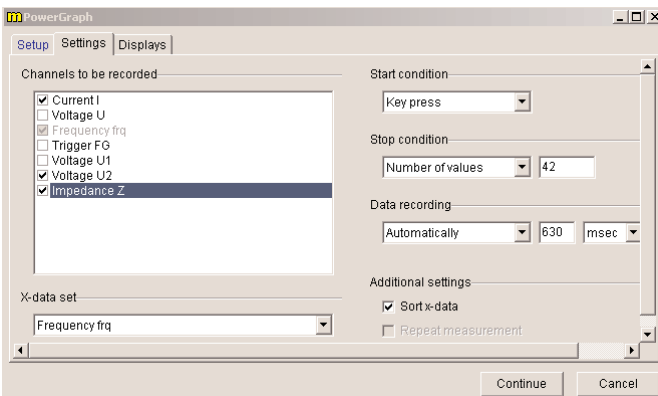 m PowerGraph
Setup Settings Displays
Channels to be recorded
Current I
Voltage U
Frequency frq
Trigger FG
Voltage U1
Voltage U2
Impedance Z
X-data set
Frequency frq
Start condition
Key press
Stop condition
Number of values 42
Data recording
Automatically 630 msec
Additional settings
Sort x-data
Repeat measurement
Continue Cancel